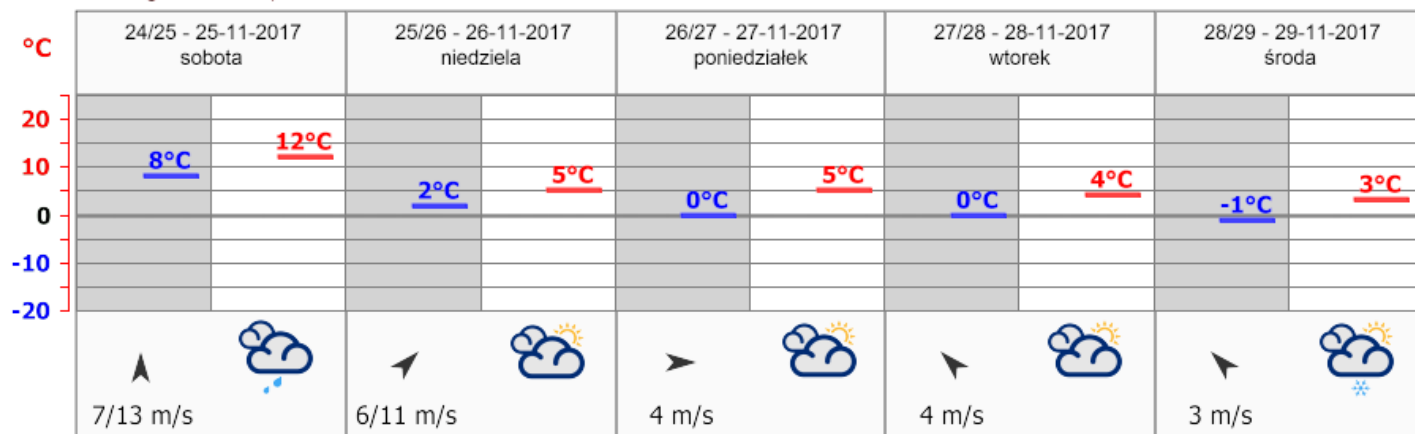 24/25 - 25-11-2017
sobota
25/26 - 26-11-2017
niedziela
26/27 - 27-11-2017
poniedziałek
27/28 - 28-11-2017
wtorek
28/29 - 29-11-2017
środa
°C
20
10
0
-10
-20
8°C
12°C
2°C
5°C
0°C
5°C
0°C
4°C
-1°C
3°C
7/13 m/s
6/11 m/s
4 m/s
4 m/s
3 m/s